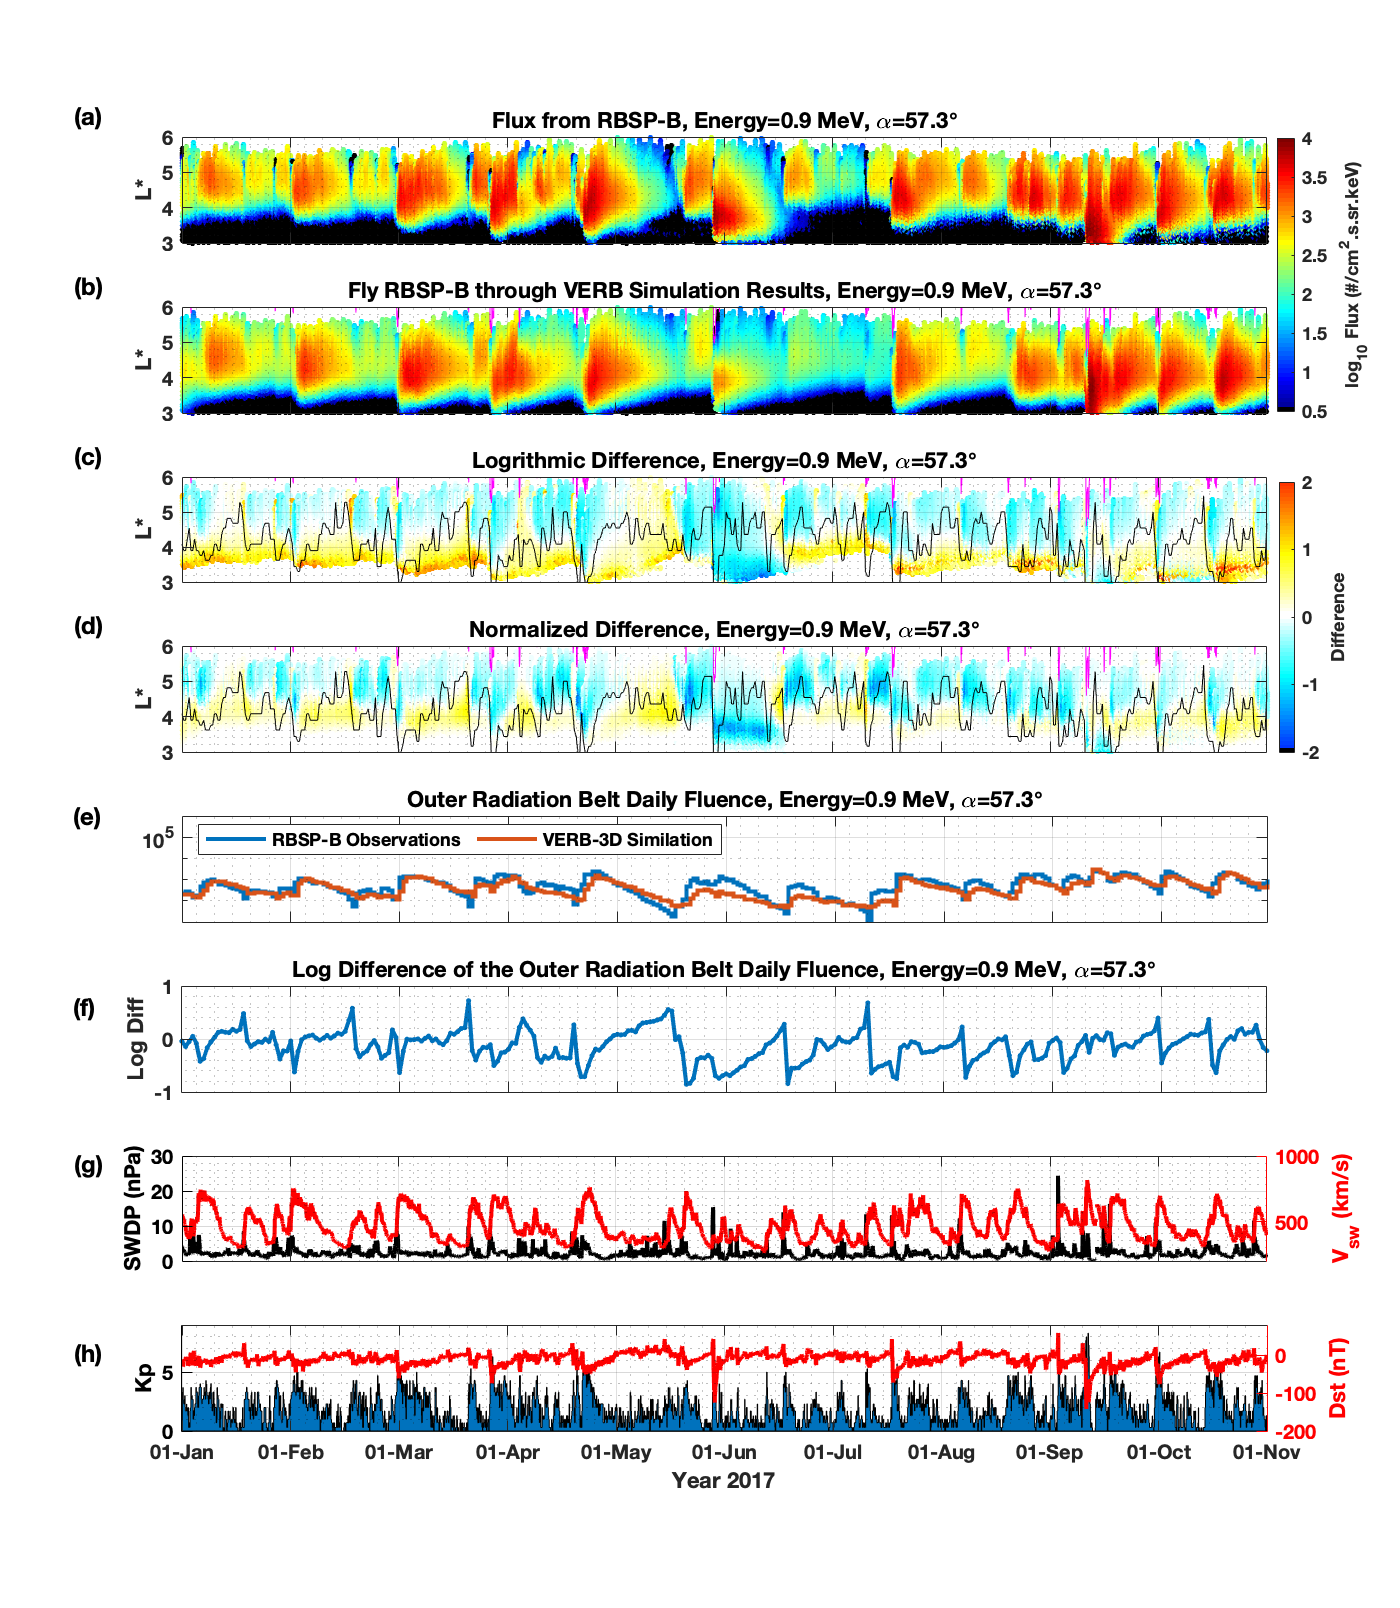 (a)
Flux from RBSP-B, Energy=0.9 MeV, α=57.3°
6
5
4
3
L*
4
3.5
3
2.5
2
1.5
1
0.5
log10 Flux (#/cm2.s.sr.keV)
(b)
Fly RBSP-B through VERB Simulation Results, Energy=0.9 MeV, α=57.3°
6
5
4
3
L*
(c)
Logrithmic Difference, Energy=0.9 MeV, α=57.3°
6
5
4
3
L*
2
1
0
-1
-2
Difference
(d)
Normalized Difference, Energy=0.9 MeV, α=57.3°
6
5
4
3
L*
(e)
Outer Radiation Belt Daily Fluence, Energy=0.9 MeV, α=57.3°
10^5
RBSP-B Observations VERB-3D Similation
(f)
Log Difference of the Outer Radiation Belt Daily Fluence, Energy=0.9 MeV, α=57.3°
1
0
-1
Log Diff
(g)
30
20
10
0
SWDP (nPa)
1000
500
Vsw (km/s)
(h)
5
0
Kp
0
-100
-200
Dst (nT)
01-Jan 01-Feb 01-Mar 01-Apr 01-May 01-Jun 01-Jul 01-Aug 01-Sep 01-Oct 01-Nov
Year 2017